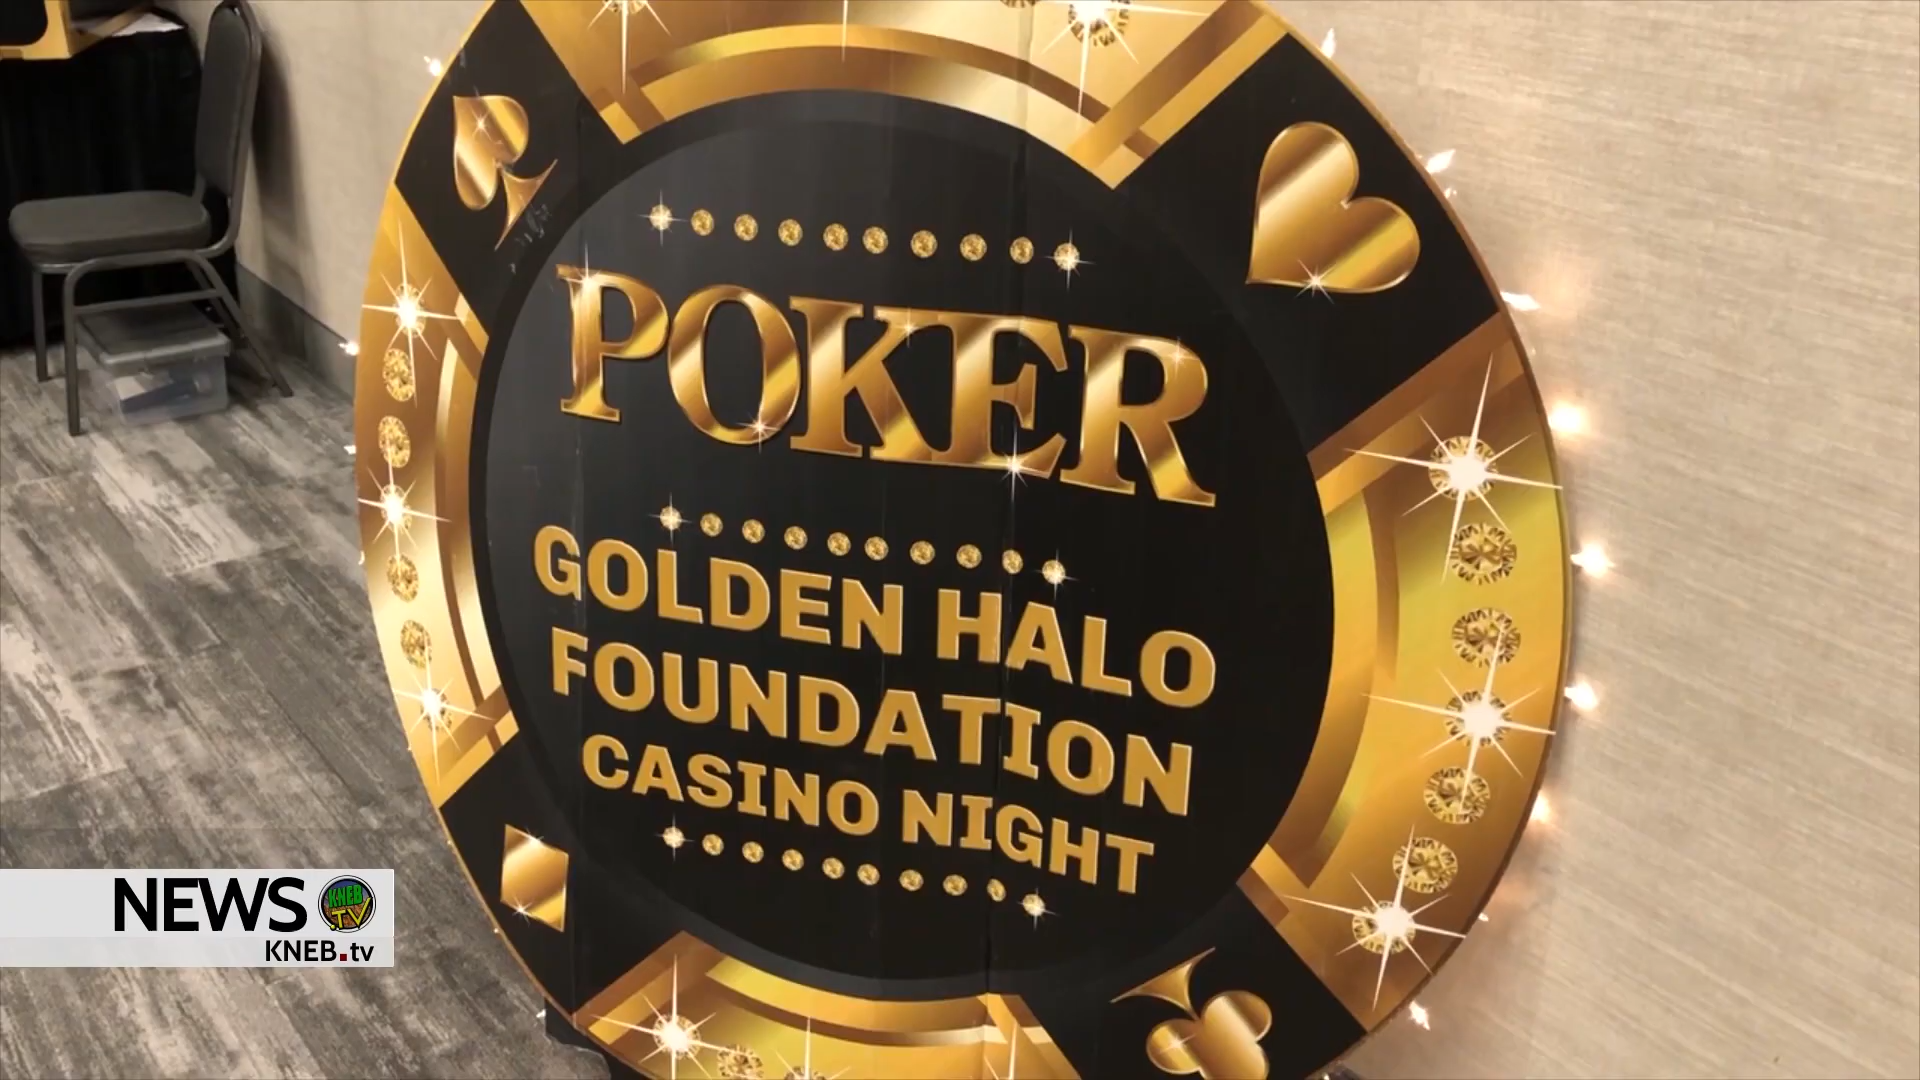 POKER
GOLDEN HALO
FOUNDATION
CASINO NIGHT
NEWS KNEB .TV
KNEB.tv